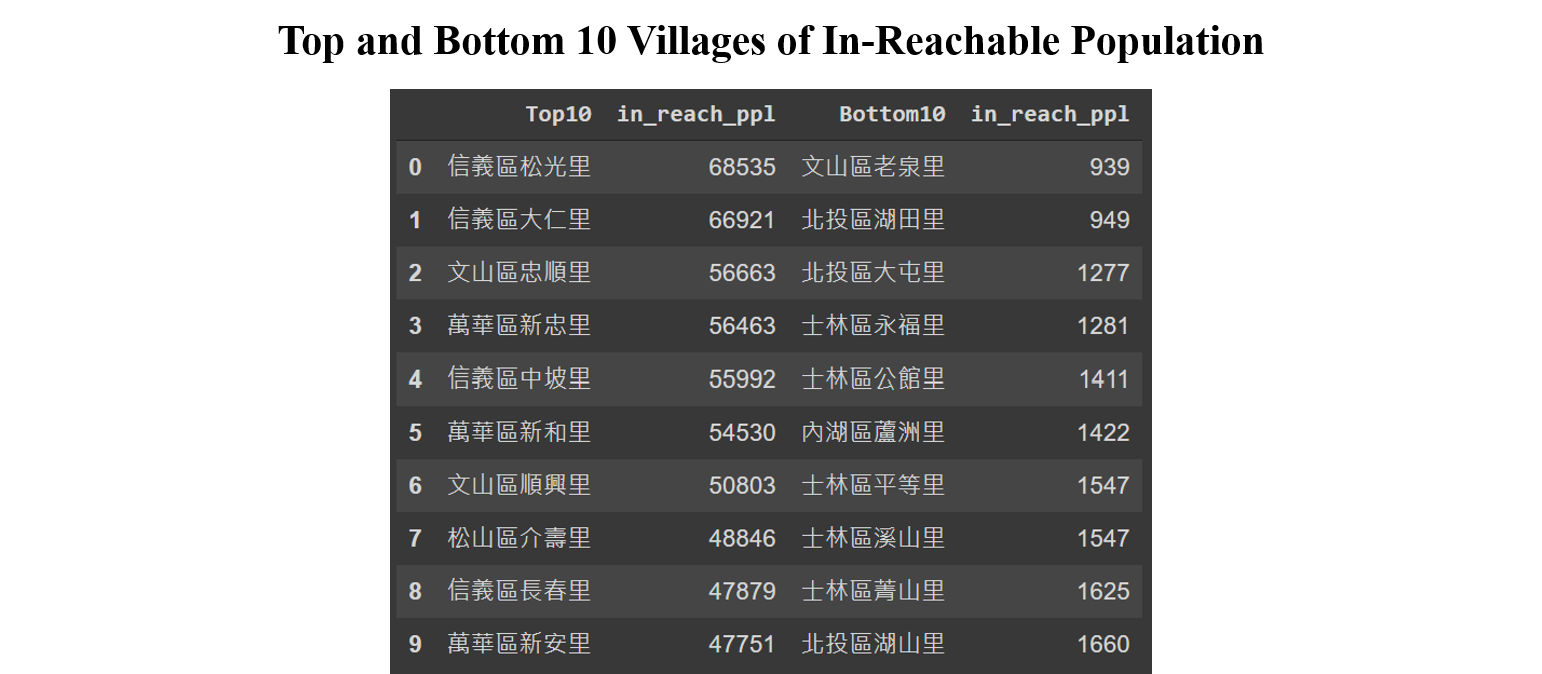 Top and Bottom 10 Villages of In-Reachable Population
Top10 in_reach_ppl Bottom10 in_reach_ppl
0 信義區松光里 68535 文山區老泉里 939
1 信義區大仁里 66921 北投區湖田里 949
2 文山區忠順里 56663 北投區大屯里 1277
3 萬華區新忠里 56463 士林區永福里 1281
4 信義區中坡里 55992 士林區公館里 1411
5 萬華區新和里 54530 內湖區蘆洲里 1422
6 文山區順興里 50803 士林區平等里 1547
7 松山區介壽里 48846 士林區溪山里 1547
8 信義區長春里 47879 士林區菁山里 1625
9 萬華區新安里 47751 北投區湖山里 1660